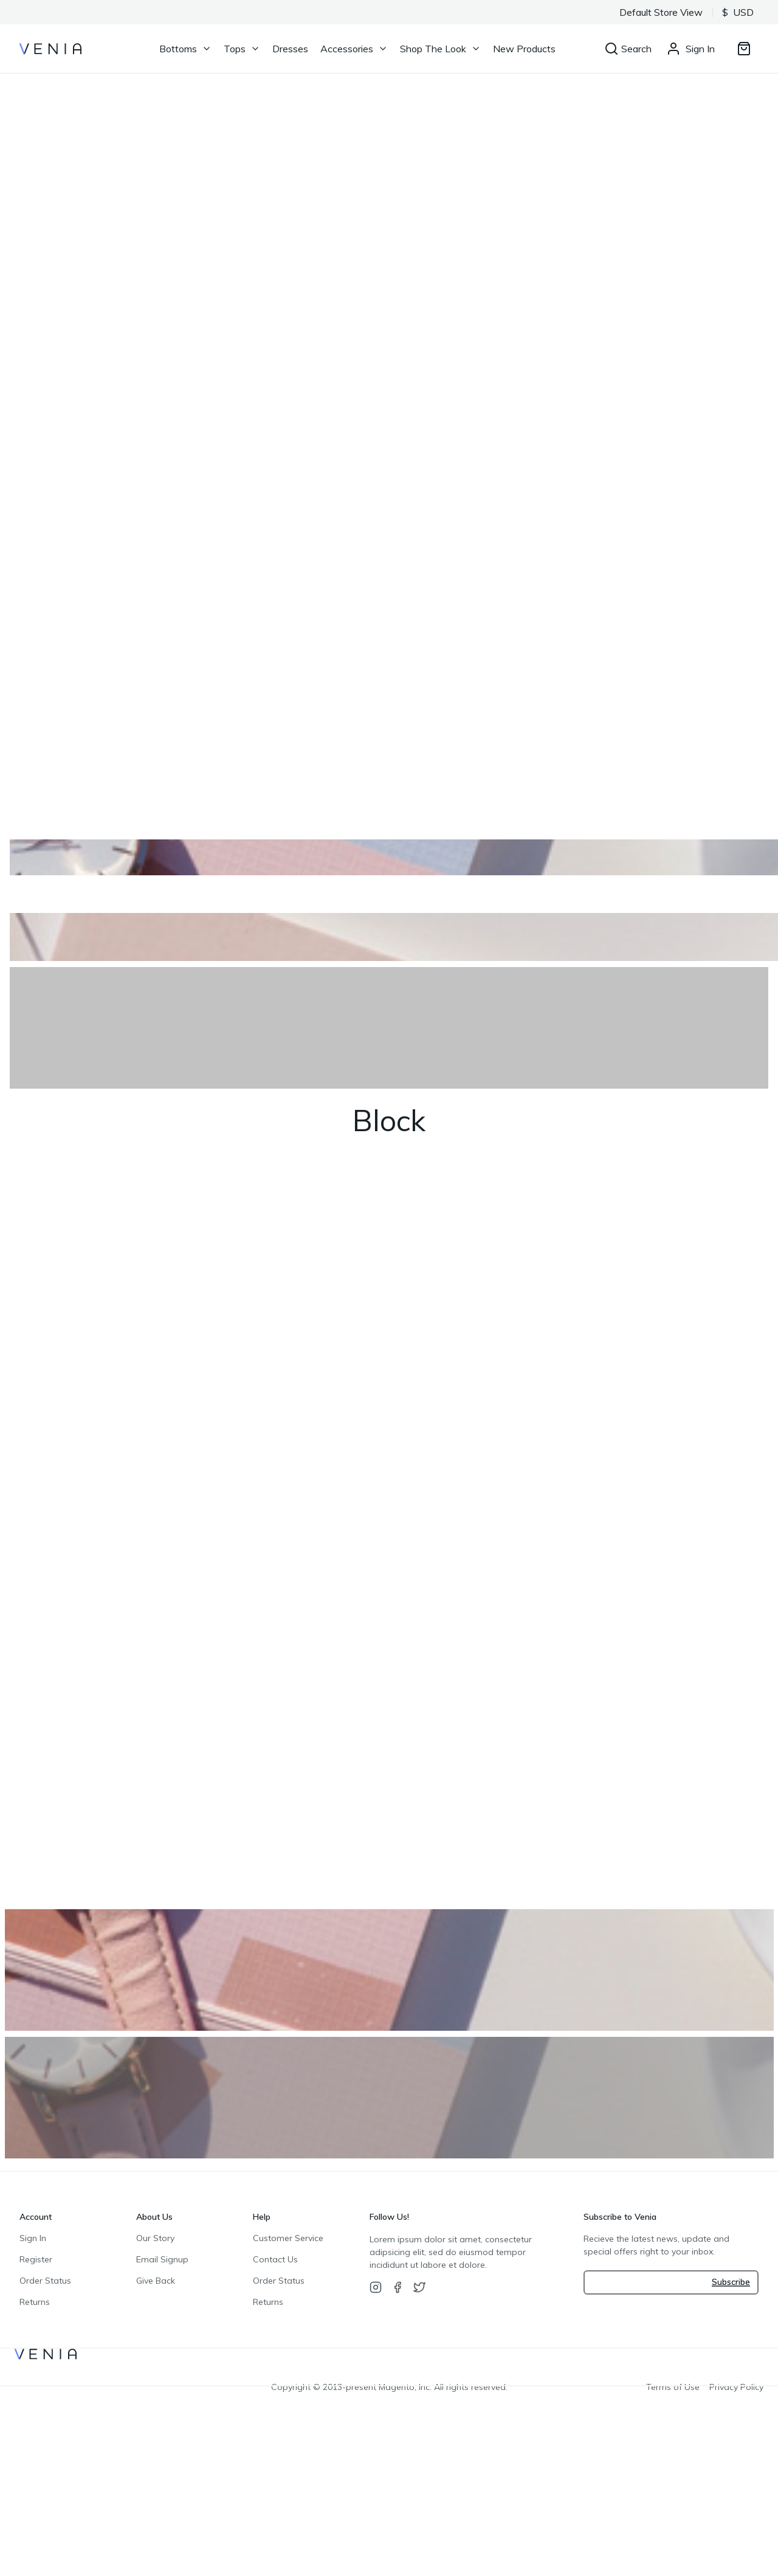 Default Store View
$ USD
VENIA
Bottoms
Tops
Dresses
Accessories
Shop The Look
New Products
Search
Sign In
Block
Account
Sign In
Register
Order Status
Returns
About Us
Our Story
Email Signup
Give Back
Help
Customer Service
Contact Us
Order Status
Returns
Follow Us!
Lorem ipsum dolor sit amet, consectetur
adipsicing elit, sed do eiusmod tempor
incididunt ut labore et dolore.
Subscribe to Venia
Recieve the latest news, update and
special offers right to your inbox.
Subscribe
VENIA
Copyright © 2013-present Magento, Inc. All rights reserved.
Terms of Use
Privacy Policy